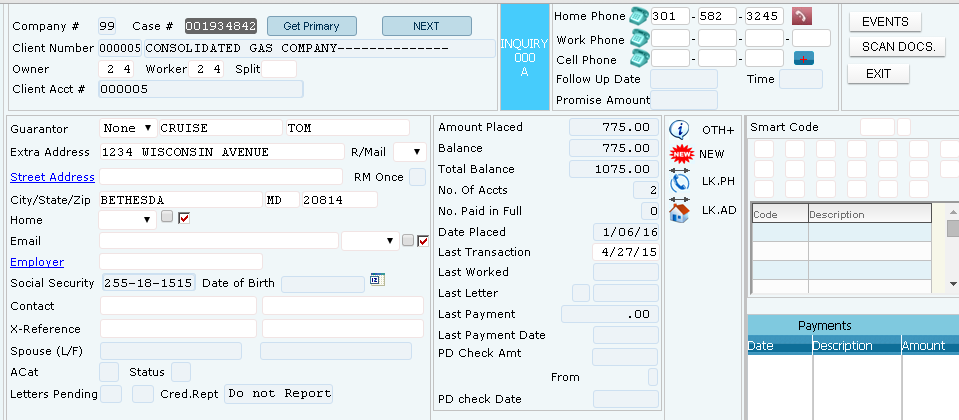 Company # 99 Case # 001934842 Get Primary NEXT
Client Number 000005 CONSOLIDATED GAS COMPANY--------------
Owner 2 4 Worker 2 4 Split
Client Acct # 000005
INQUIRY
000
A
Home Phone 301 - 582 - 3245
Work Phone - - -
Cell Phone - -
Follow Up Date Time
Promise Amount
EVENTS
SCAN DOCS.
EXIT
Guarantor None CRUISE TOM
Extra Address 1234 WISCONSIN AVENUE R/Mail
Street Address RM Once
City/State/Zip BETHESDA MD 20814
Home
Email
Employer
Social Security 255-18-1515 Date of Birth
Contact
X-Reference
Spouse (L/F)
ACat Status
Letters Pending Cred.Rept Do not Report
Amount Placed 775.00
Balance 775.00
Total Balance 1075.00
No. Of Accts 2
No. Paid in Full 0
Date Placed 1/06/16
Last Transaction 4/27/15
Last Worked
Last Letter
Last Payment .00
Last Payment Date
PD Check Amt
From
PD check Date
OTH+
NEW NEW
LK.PH
LK.AD
Smart Code
Code Description
Payments
Date Description Amount